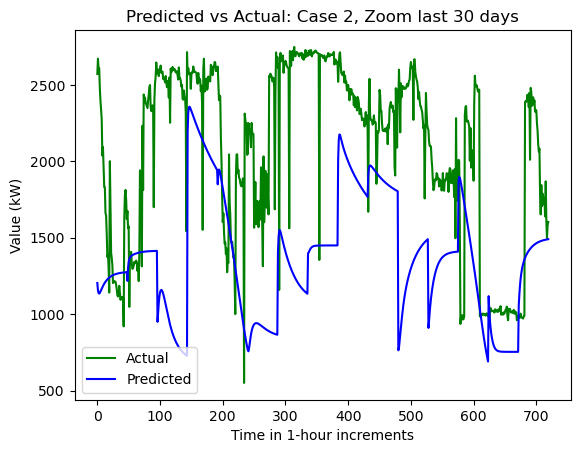 Predicted vs Actual: Case 2, Zoom last 30 days
Value (kW)
2500
2000
1500
1000
500
Actual
Predicted
0 100 200 300 400 500 600 700
Time in 1-hour increments